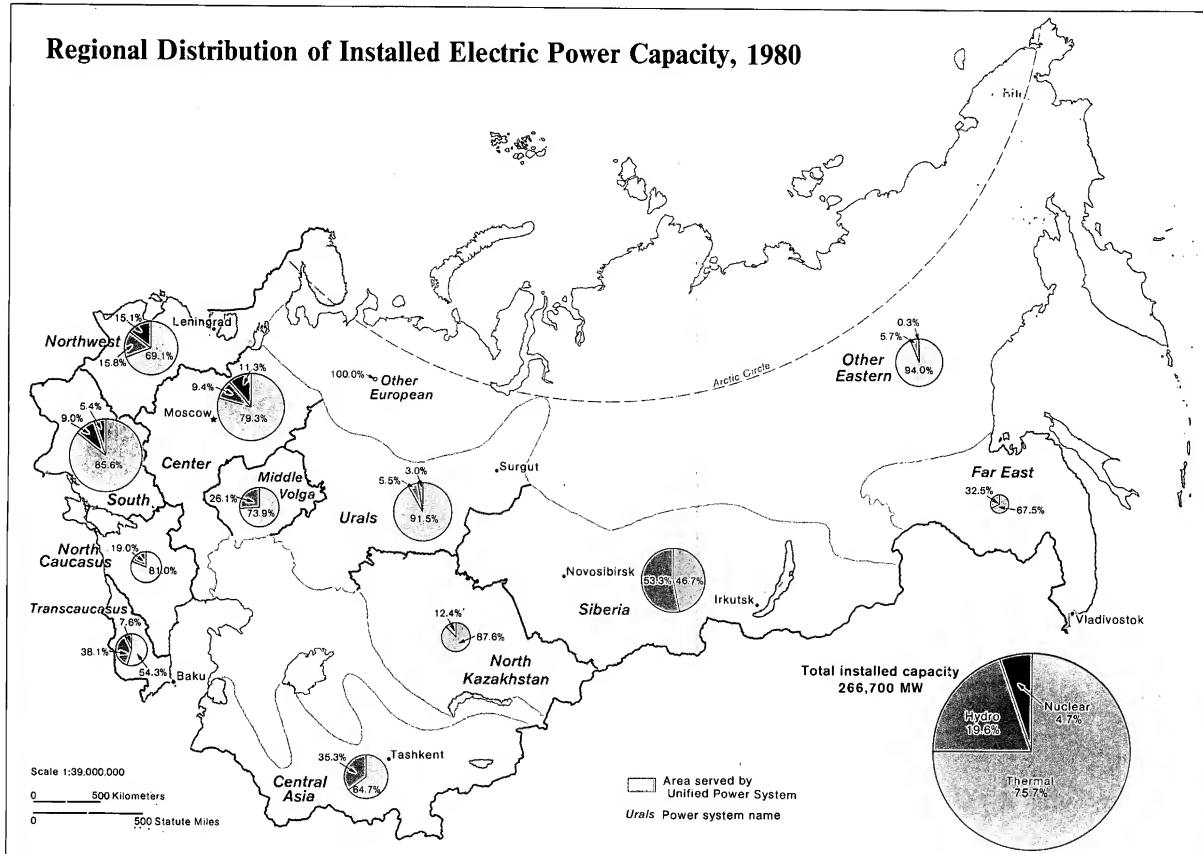 Regional Distribution of Installed Electric Power Capacity, 1980
Arctic Circle
15.1%
Leningrad
Northwest
15.8%
69.1%
11.3%
9.4%
Moscow
79.3%
Center
100.0%
Other
European
0.3%
5.7%
Other
Eastern
94.0%
5.4%
9.0%
85.6%
South
Middle
Volga
26.1%
73.9%
Surgut
3.0%
5.5%
Urals
91.5%
Far East
32.5%
67.5%
North
Caucasus
19.0%
81.0%
Novosibirsk
53.3%
46.7%
Siberia
Irkutsk
Vladivostok
Transcaucasus
7.6%
38.1%
54.3%
Baku
12.4%
87.6%
North
Kazakhstan
35.3%
Tashkent
Central
Asia
64.7%
Total installed capacity
266,700 MW
Nuclear
4.7%
Hydro
19.6%
Thermal
75.7%
Scale 1:39,000,000
0 500 Kilometers
0 500 Statute Miles
Area served by
Unified Power System
Urals Power system name